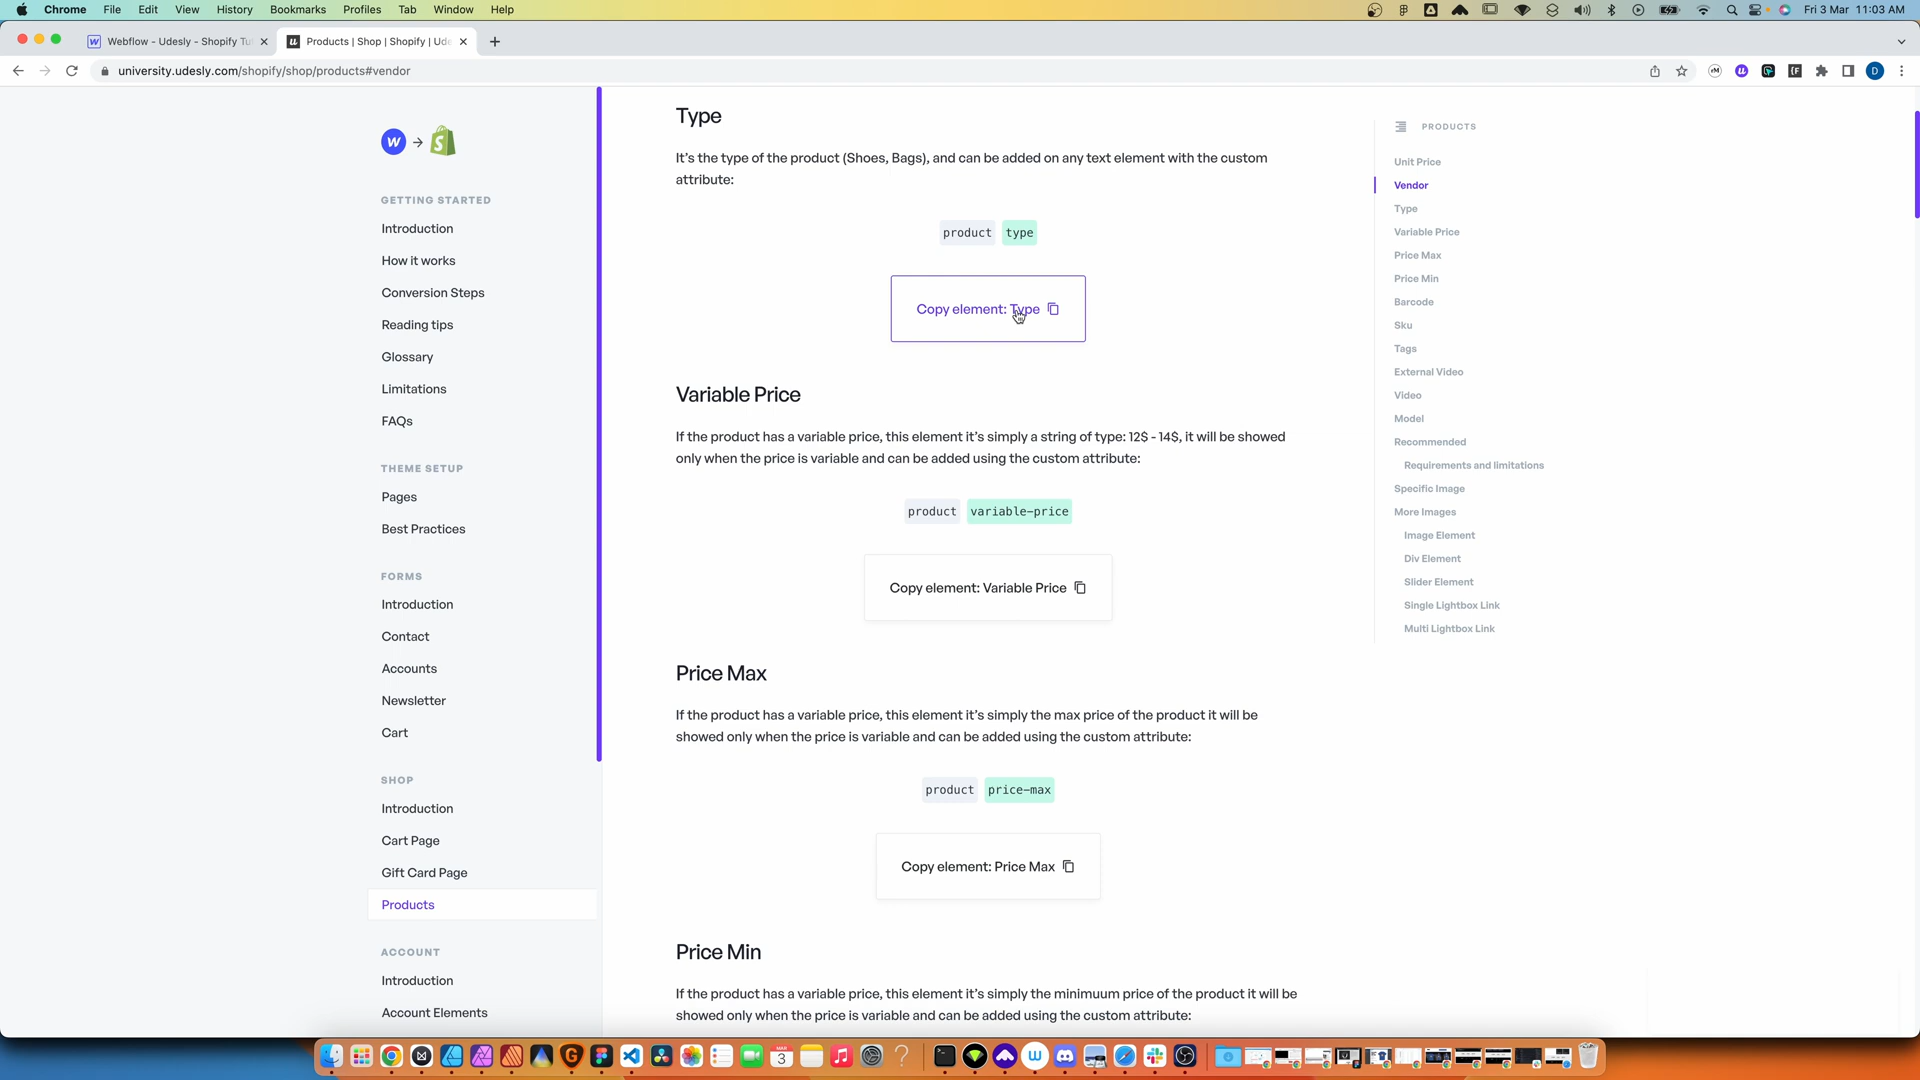 Chrome File Edit View History Bookmarks Profiles Tab Window Help
Fri 3 Mar 11:03 AM
Webflow - Udesly - Shopify Tu
Products | Shop | Shopify | Ude
university.udesly.com/shopify/shop/products#vendor
D
GETTING STARTED
Introduction
How it works
Conversion Steps
Reading tips
Glossary
Limitations
FAQs
THEME SETUP
Pages
Best Practices
FORMS
Introduction
Contact
Accounts
Newsletter
Cart
SHOP
Introduction
Cart Page
Gift Card Page
Products
ACCOUNT
Introduction
Account Elements
Type
It's the type of the product (Shoes, Bags), and can be added on any text element with the custom
attribute:
product type
Copy element: Type
Variable Price
If the product has a variable price, this element it's simply a string of type: 12$ - 14$, it will be showed
only when the price is variable and can be added using the custom attribute:
product variable-price
Copy element: Variable Price
Price Max
If the product has a variable price, this element it's simply the max price of the product it will be
showed only when the price is variable and can be added using the custom attribute:
product price-max
Copy element: Price Max
Price Min
If the product has a variable price, this element it's simply the minimuum price of the product it will be
showed only when the price is variable and can be added using the custom attribute:
PRODUCTS
Unit Price
Vendor
Type
Variable Price
Price Max
Price Min
Barcode
Sku
Tags
External Video
Video
Model
Recommended
Requirements and limitations
Specific Image
More Images
Image Element
Div Element
Slider Element
Single Lightbox Link
Multi Lightbox Link